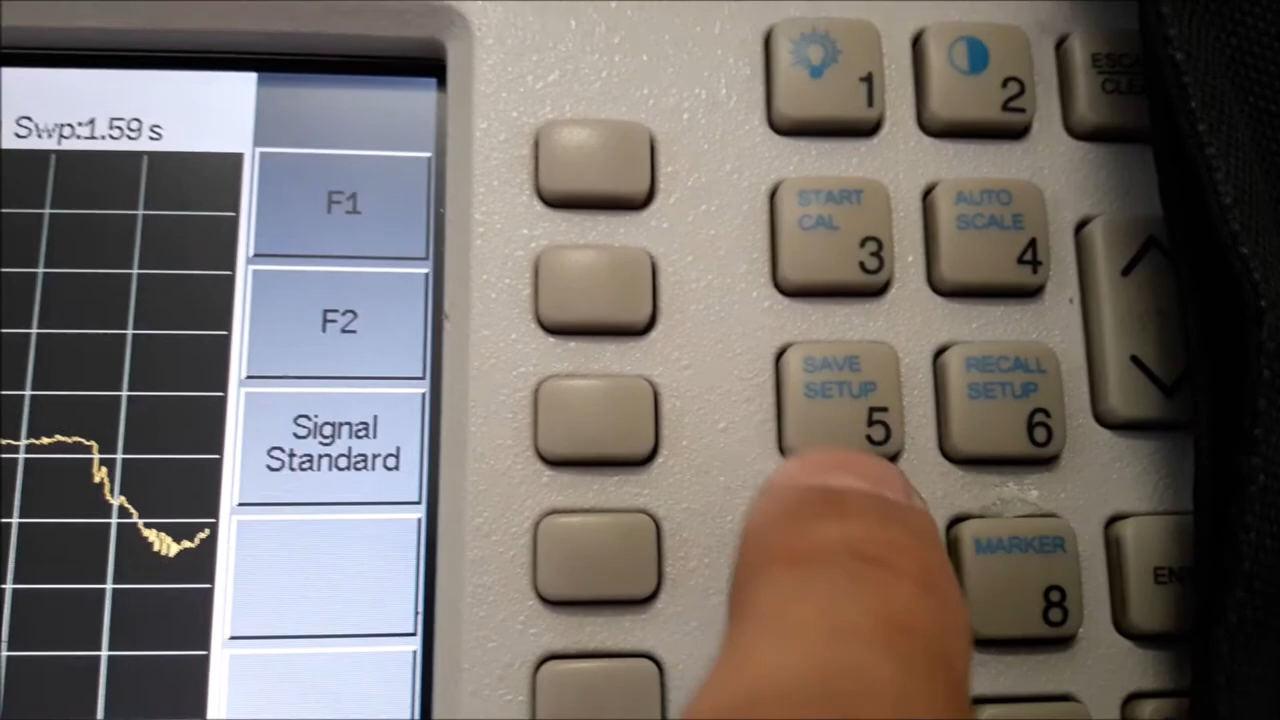 Swp:1.59 s
F1
F2
Signal
Standard
1
2
START
CAL
3
AUTO
SCALE
4
SAVE
SETUP
5
RECALL
SETUP
6
MARKER
8